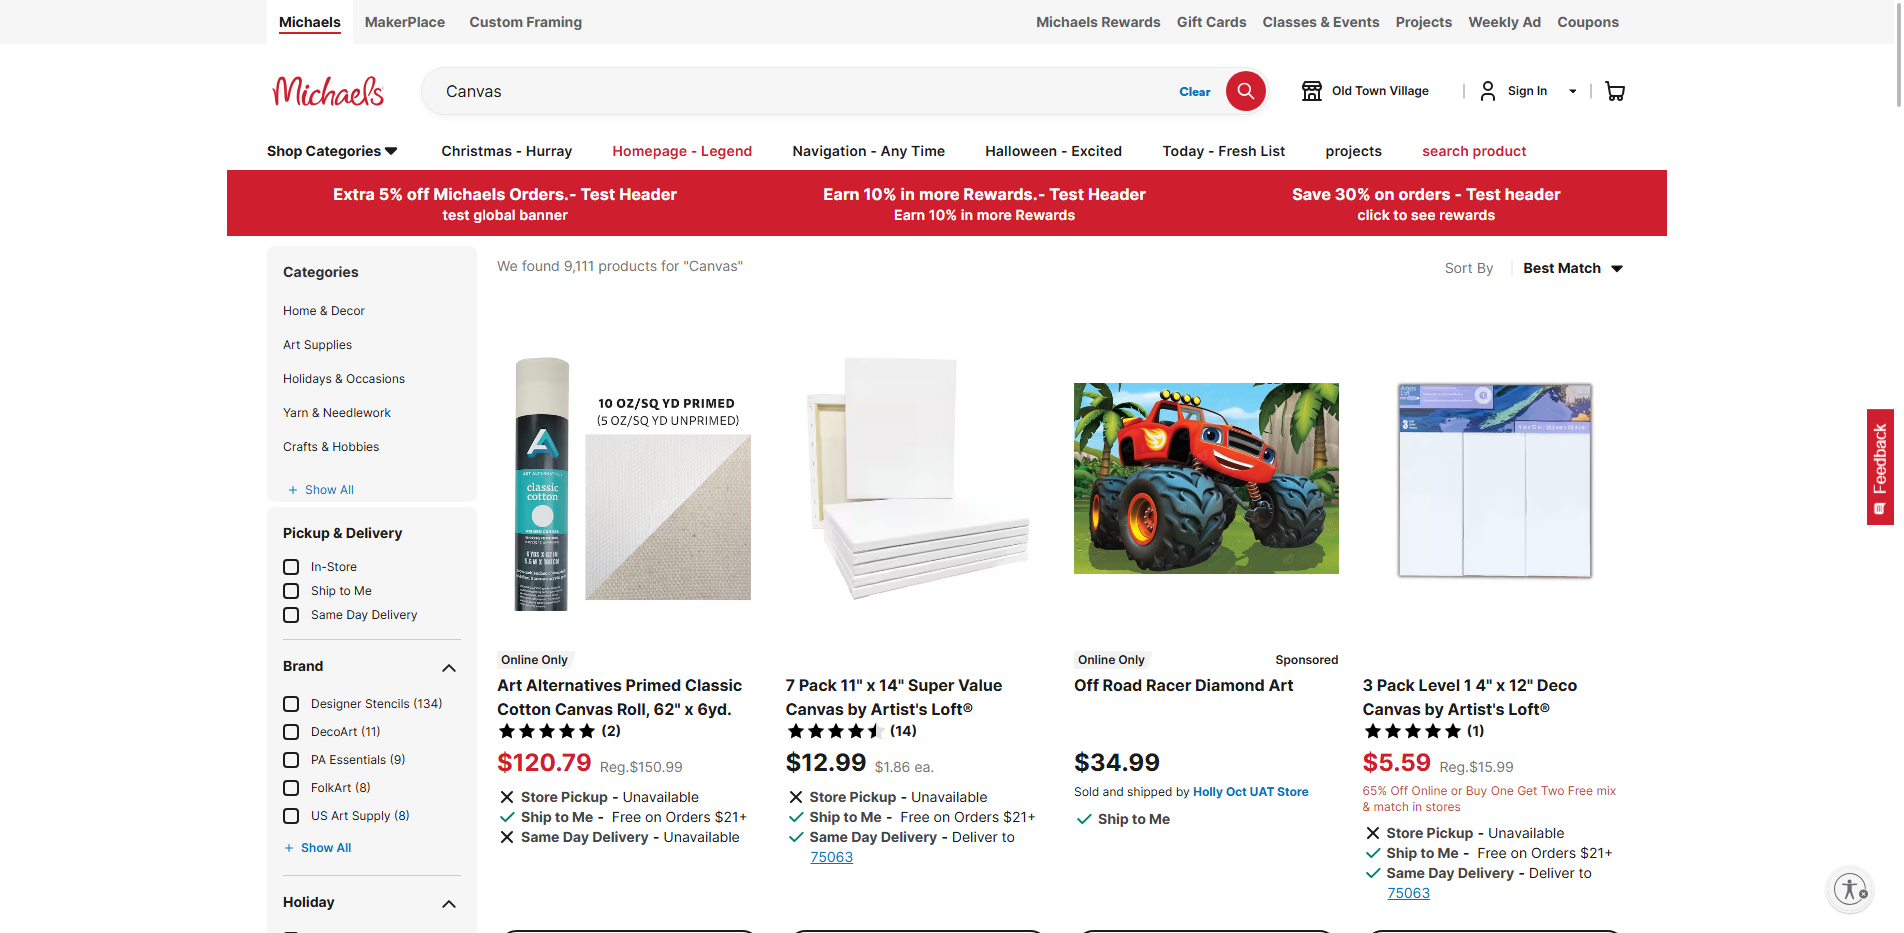 Michaels MakerPlace Custom Framing Michaels Rewards Gift Cards Classes & Events Projects Weekly Ad Coupons
Michaels Canvas Clear Old Town Village Sign In
Shop Categories Christmas - Hurray Homepage - Legend Navigation - Any Time Halloween - Excited Today - Fresh List projects search product
Extra 5% off Michaels Orders.- Test Header
test global banner
Earn 10% in more Rewards.- Test Header
Earn 10% in more Rewards
Save 30% on orders - Test header
click to see rewards
Categories
Home & Decor
Art Supplies
Holidays & Occasions
Yarn & Needlework
Crafts & Hobbies
+ Show All
Pickup & Delivery
In-Store
Ship to Me
Same Day Delivery
Brand
Designer Stencils (134)
DecoArt (11)
PA Essentials (9)
FolkArt (8)
US Art Supply (8)
+ Show All
Holiday
We found 9,111 products for "Canvas"
Sort By Best Match
10 OZ/SQ YD PRIMED
(5 OZ/SQ YD UNPRIMED)
classic
cotton
Online Only
Art Alternatives Primed Classic
Cotton Canvas Roll, 62" x 6yd.
(2)
$120.79 Reg.$150.99
Store Pickup - Unavailable
Ship to Me - Free on Orders $21+
Same Day Delivery - Unavailable
7 Pack 11" x 14" Super Value
Canvas by Artist's Loft®
(14)
$12.99 $1.86 ea.
Store Pickup - Unavailable
Ship to Me - Free on Orders $21+
Same Day Delivery - Deliver to
75063
Online Only Sponsored
Off Road Racer Diamond Art
$34.99
Sold and shipped by Holly Oct UAT Store
Ship to Me
3 Pack Level 1 4" x 12" Deco
Canvas by Artist's Loft®
(1)
$5.59 Reg.$15.99
65% Off Online or Buy One Get Two Free mix
& match in stores
Store Pickup - Unavailable
Ship to Me - Free on Orders $21+
Same Day Delivery - Deliver to
75063
Feedback